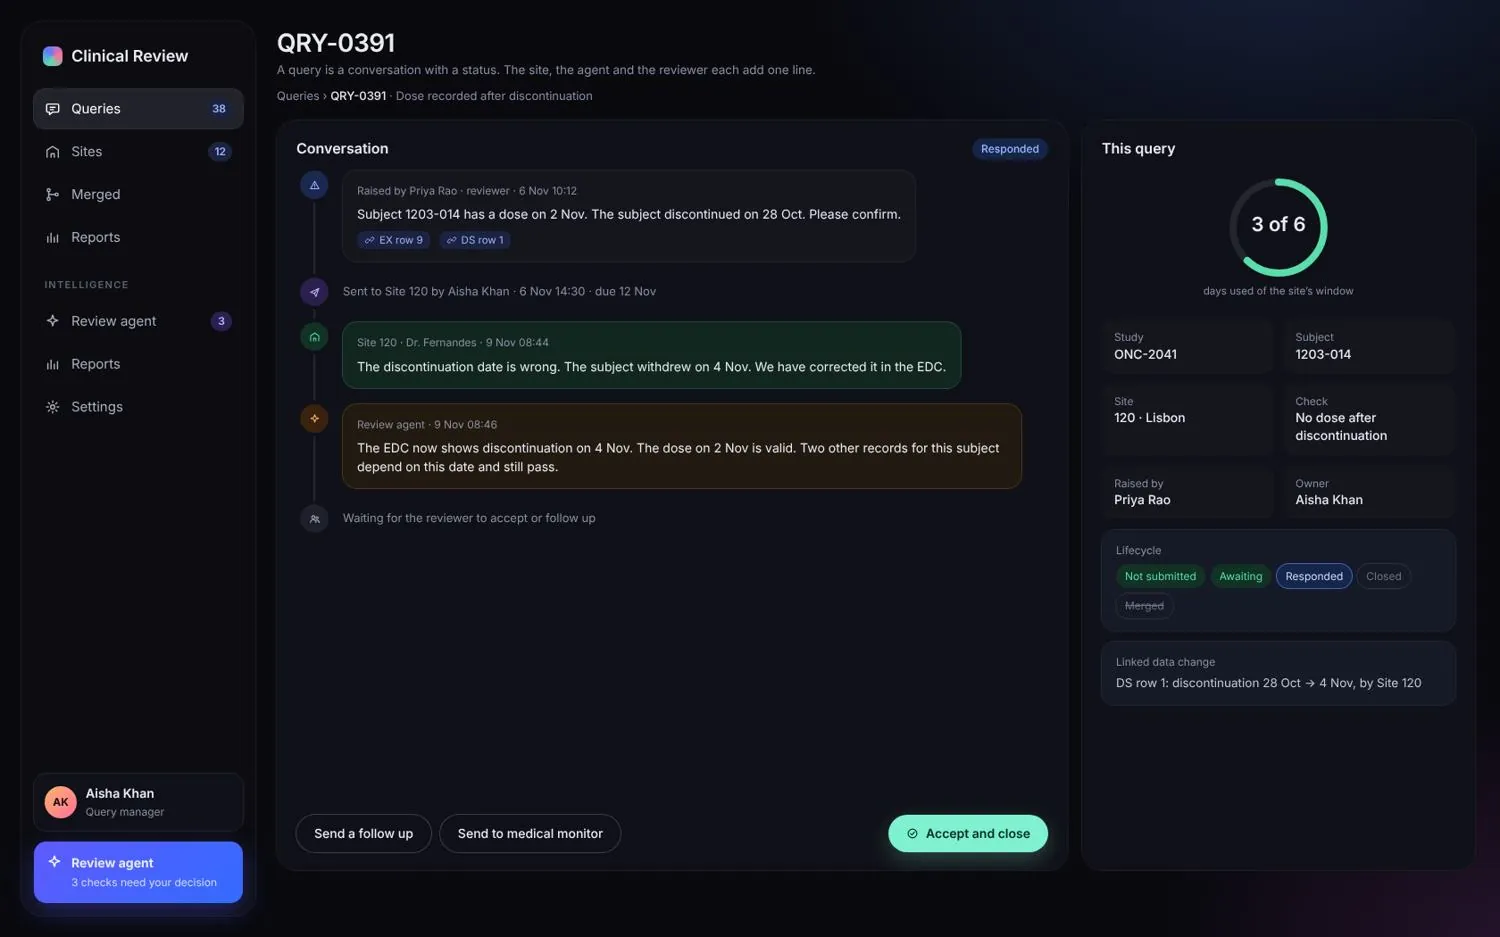 Clinical Review
Queries 38
Sites 12
Merged
Reports
INTELLIGENCE
Review agent 3
Reports
Settings
AK
Aisha Khan
Query manager
Review agent
3 checks need your decision
QRY-0391
A query is a conversation with a status. The site, the agent and the reviewer each add one line.
Queries › QRY-0391 · Dose recorded after discontinuation
Conversation
Responded
Raised by Priya Rao · reviewer · 6 Nov 10:12
Subject 1203-014 has a dose on 2 Nov. The subject discontinued on 28 Oct. Please confirm.
EX row 9 DS row 1
Sent to Site 120 by Aisha Khan · 6 Nov 14:30 · due 12 Nov
Site 120 · Dr. Fernandes · 9 Nov 08:44
The discontinuation date is wrong. The subject withdrew on 4 Nov. We have corrected it in the EDC.
Review agent · 9 Nov 08:46
The EDC now shows discontinuation on 4 Nov. The dose on 2 Nov is valid. Two other records for this subject
depend on this date and still pass.
Waiting for the reviewer to accept or follow up
Send a follow up
Send to medical monitor
Accept and close
This query
3 of 6
days used of the site's window
Study
ONC-2041
Subject
1203-014
Site
120 · Lisbon
Check
No dose after
discontinuation
Raised by
Priya Rao
Owner
Aisha Khan
Lifecycle
Not submitted Awaiting Responded Closed
Merged
Linked data change
DS row 1: discontinuation 28 Oct → 4 Nov, by Site 120